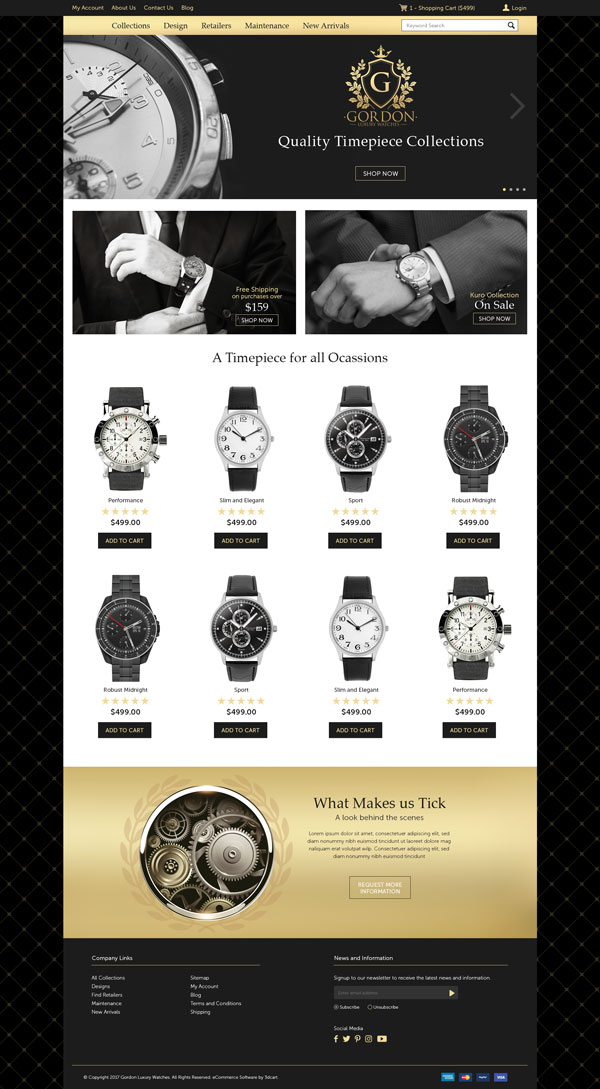 My Account About Us Contact Us Blog 1 - Shopping Cart ($499) Login
Collections Design Retailers Maintenance New Arrivals Keyword Search
G
GORDON
LUXURY WATCHES
Quality Timepiece Collections
SHOP NOW
Free Shipping
on purchases over
$159
SHOP NOW
Kuro Collection
On Sale
SHOP NOW
A Timepiece for all Ocassions
Performance Slim and Elegant Sport Robust Midnight
$499.00 $499.00 $499.00 $499.00
ADD TO CART ADD TO CART ADD TO CART ADD TO CART
Robust Midnight Sport Slim and Elegant Performance
$499.00 $499.00 $499.00 $499.00
ADD TO CART ADD TO CART ADD TO CART ADD TO CART
What Makes us Tick
A look behind the scenes
Lorem ipsum dolor sit amet, consectetuer adipiscing elit, sed
diam nonummy nibh euismod tincidunt ut laoreet dolore mag
naliquam erat volutpat wilp. Consectetuer adipiscing elit, sed
diam nonummy nibh euismod tincidunt
REQUEST MORE
INFORMATION
Company Links
All Collections
Designs
Find Retailers
Maintenance
New Arrivals
Sitemap
My Account
Blog
Terms and Conditions
Shipping
News and Information
Signup to our newsletter to receive the latest news and information
Enter email address
Subscribe Unsubscribe
Social Media
© Copyright 2017 Gordon Luxury Watches. All Rights Reserved. eCommerce Software by 3dcart.
VISA